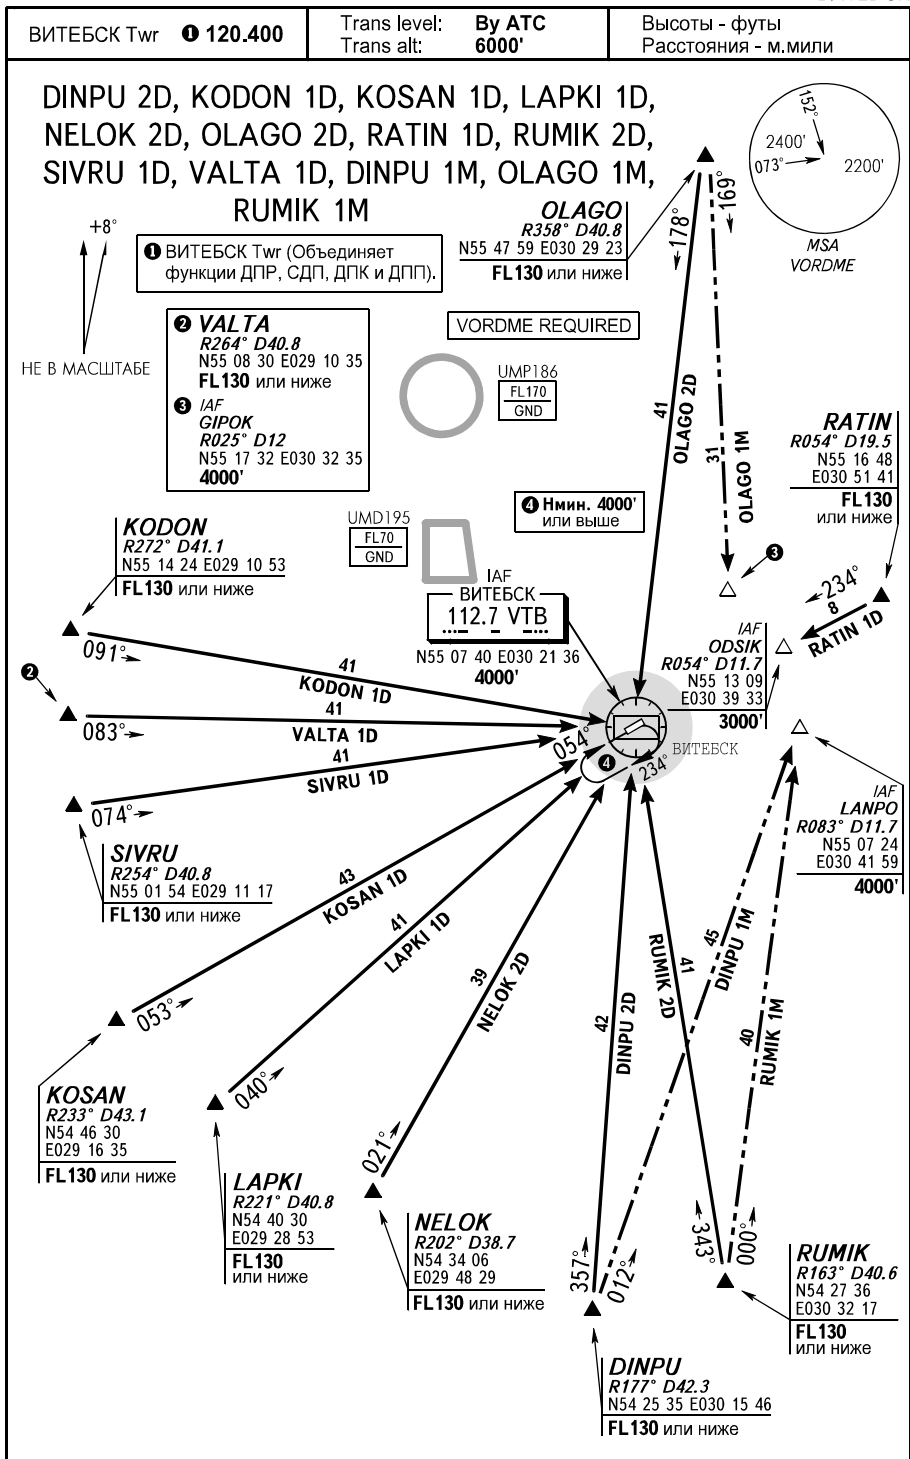 ВИТЕБСК Twr ❶ 120.400
Trans level: By ATC
Trans alt: 6000'
Высоты - футы
Расстояния - м.мили
DINPU 2D, KODON 1D, KOSAN 1D, LAPKI 1D,
NELOK 2D, OLAGO 2D, RATIN 1D, RUMIK 2D,
SIVRU 1D, VALTA 1D, DINPU 1M, OLAGO 1M,
RUMIK 1M
152°
2400'
073°
2200'
MSA
VORDME
+8°
НЕ В МАСШТАБЕ
❶ ВИТЕБСК Twr (Объединяет
функции ДПР, СДП, ДПК и ДПП).
OLAGO
R358° D40.8
N55 47 59 E030 29 23
FL130 или ниже
178°
169°
❷ VALTA
R264° D40.8
N55 08 30 E029 10 35
FL130 или ниже
❸ IAF
GIPOK
R025° D12
N55 17 32 E030 32 35
4000'
VORDME REQUIRED
UMP186
FL170
GND
41
OLAGO 2D
31
OLAGO 1M
RATIN
R054° D19.5
N55 16 48
E030 51 41
FL130
или ниже
❹ Hмин. 4000'
или выше
UMD195
FL70
GND
KODON
R272° D41.1
N55 14 24 E029 10 53
FL130 или ниже
IAF
ВИТЕБСК
112.7 VTB
N55 07 40 E030 21 36
4000'
❸
234°
8
RATIN 1D
IAF
ODSIK
R054° D11.7
N55 13 09
E030 39 33
3000'
091°
41
KODON 1D
❷
083°
41
VALTA 1D
054°
ВИТЕБСК
❹
234°
074°
41
SIVRU 1D
IAF
LANPO
R083° D11.7
N55 07 24
E030 41 59
4000'
SIVRU
R254° D40.8
N55 01 54 E029 11 17
FL130 или ниже
43
KOSAN 1D
41
LAPKI 1D
39
NELOK 2D
42
DINPU 2D
41
RUMIK 2D
45
DINPU 1M
40
RUMIK 1M
053°
KOSAN
R233° D43.1
N54 46 30
E029 16 35
FL130 или ниже
040°
LAPKI
R221° D40.8
N54 40 30
E029 28 53
FL130
или ниже
021°
NELOK
R202° D38.7
N54 34 06
E029 48 29
FL130 или ниже
357°
012°
343°
000°
RUMIK
R163° D40.6
N54 27 36
E030 32 17
FL130
или ниже
DINPU
R177° D42.3
N54 25 35 E030 15 46
FL130 или ниже